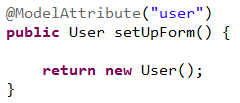 @ModelAttribute("user")
public User setUpForm() {
return new User();
}